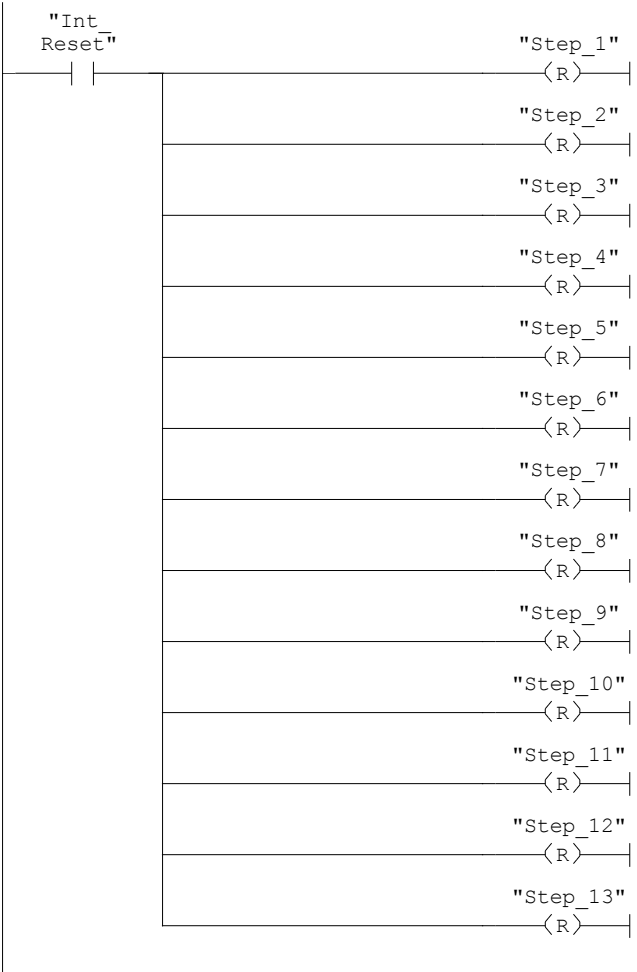 "Int_
Reset"
"Step_1"
(R)
"Step_2"
(R)
"Step_3"
(R)
"Step_4"
(R)
"Step_5"
(R)
"Step_6"
(R)
"Step_7"
(R)
"Step_8"
(R)
"Step_9"
(R)
"Step_10"
(R)
"Step_11"
(R)
"Step_12"
(R)
"Step_13"
(R)